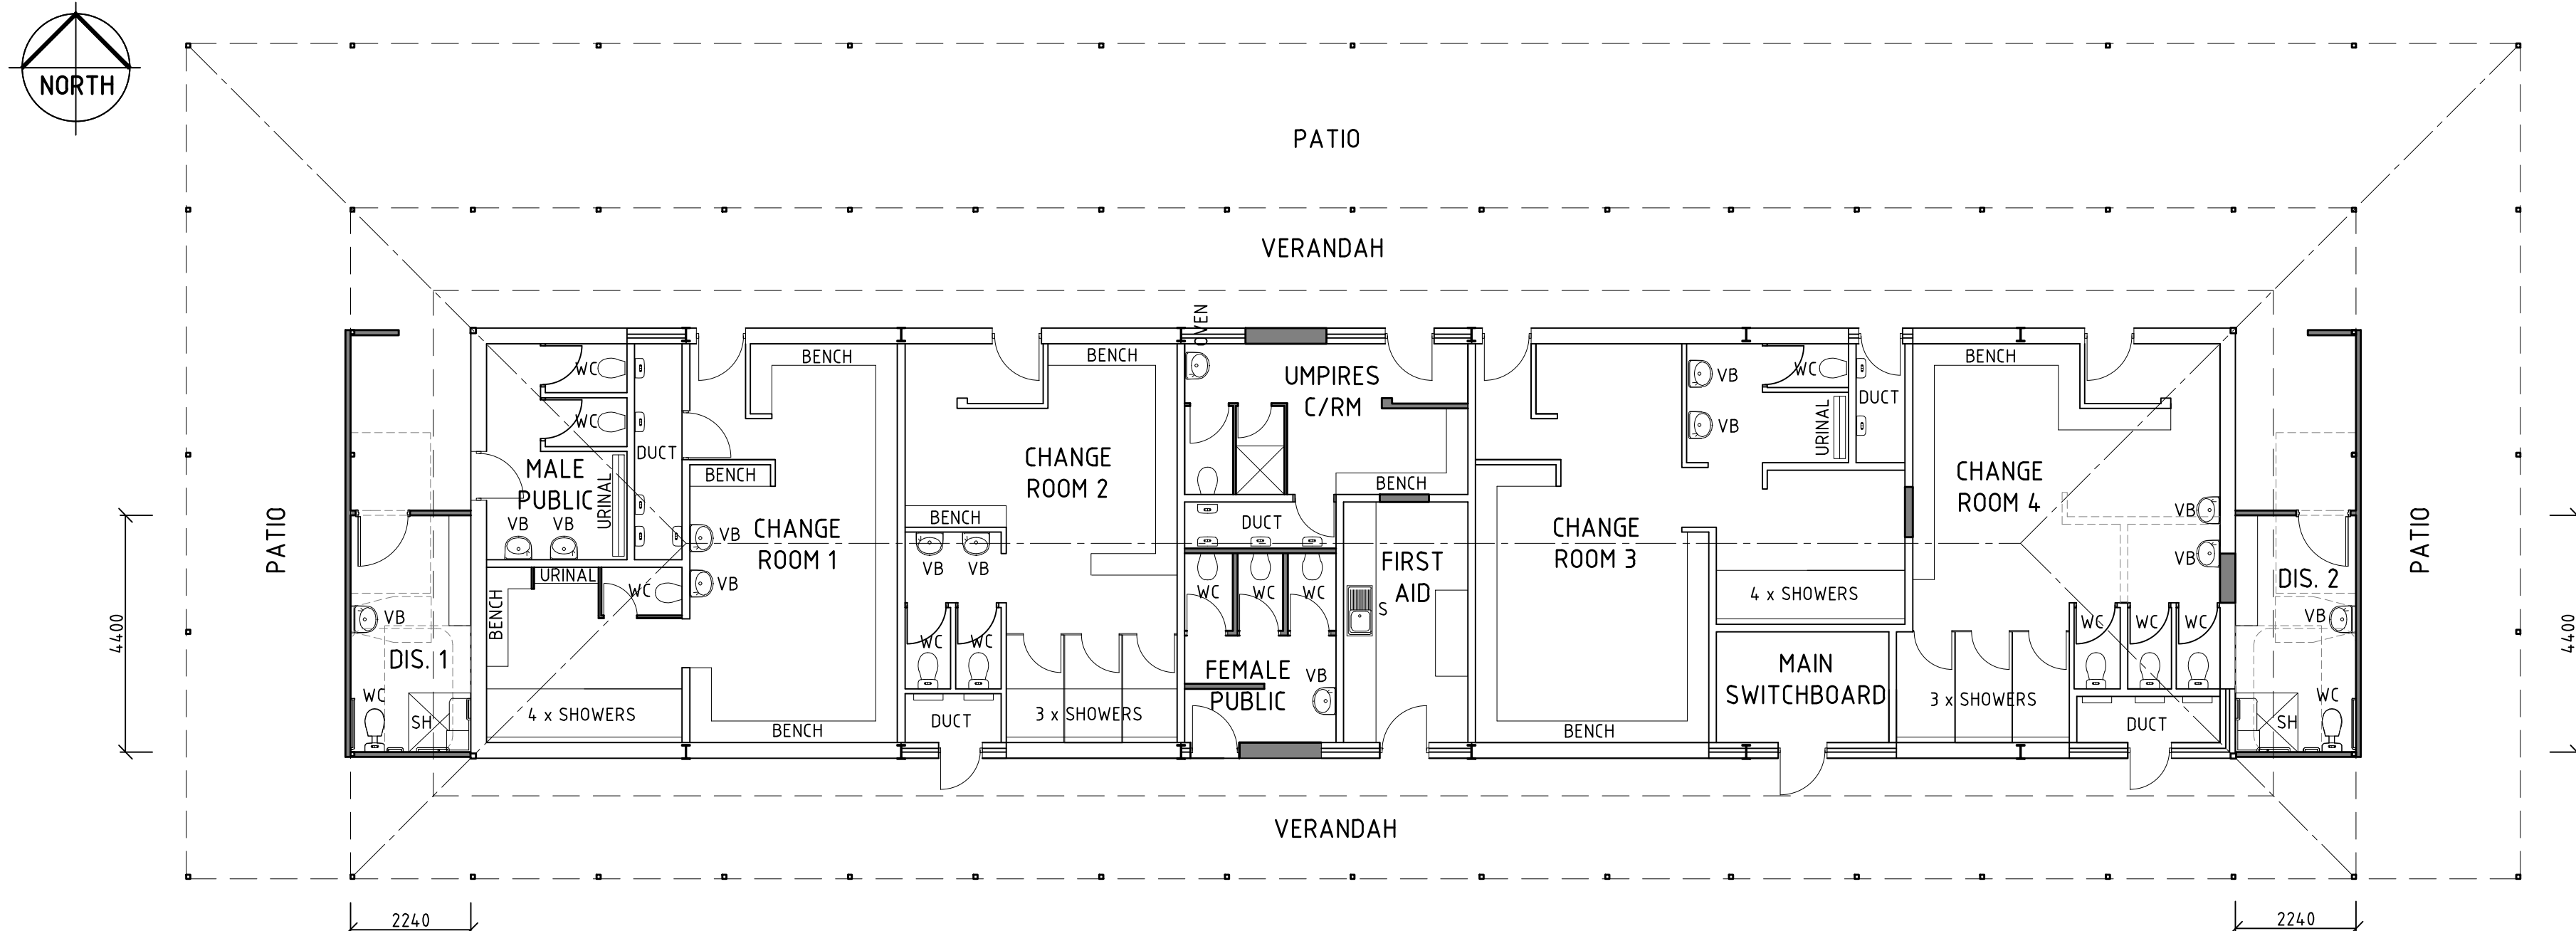 NORTH
PATIO
VERANDAH
OVEN
BENCH
BENCH
BENCH
WC
UMPIRES
C/RM
VB
WC
DUCT
WC
VB
URINAL
DUCT
MALE
PUBLIC
URINAL
BENCH
CHANGE
ROOM 2
BENCH
CHANGE
ROOM 4
VB
VB
VB
VB
CHANGE
ROOM 1
BENCH
DUCT
CHANGE
ROOM 3
VB
VB
PATIO
PATIO
VB
VB
VB
URINAL
WC
BENCH
FIRST
AID
S
WC
WC
WC
4 x SHOWERS
DIS. 2
VB
4400
VB
DIS. 1
WC
WC
WC
WC
WC
4400
WC
SH
4 x SHOWERS
BENCH
DUCT
3 x SHOWERS
FEMALE
PUBLIC
VB
BENCH
MAIN
SWITCHBOARD
3 x SHOWERS
DUCT
WC
SH
VERANDAH
2240
2240